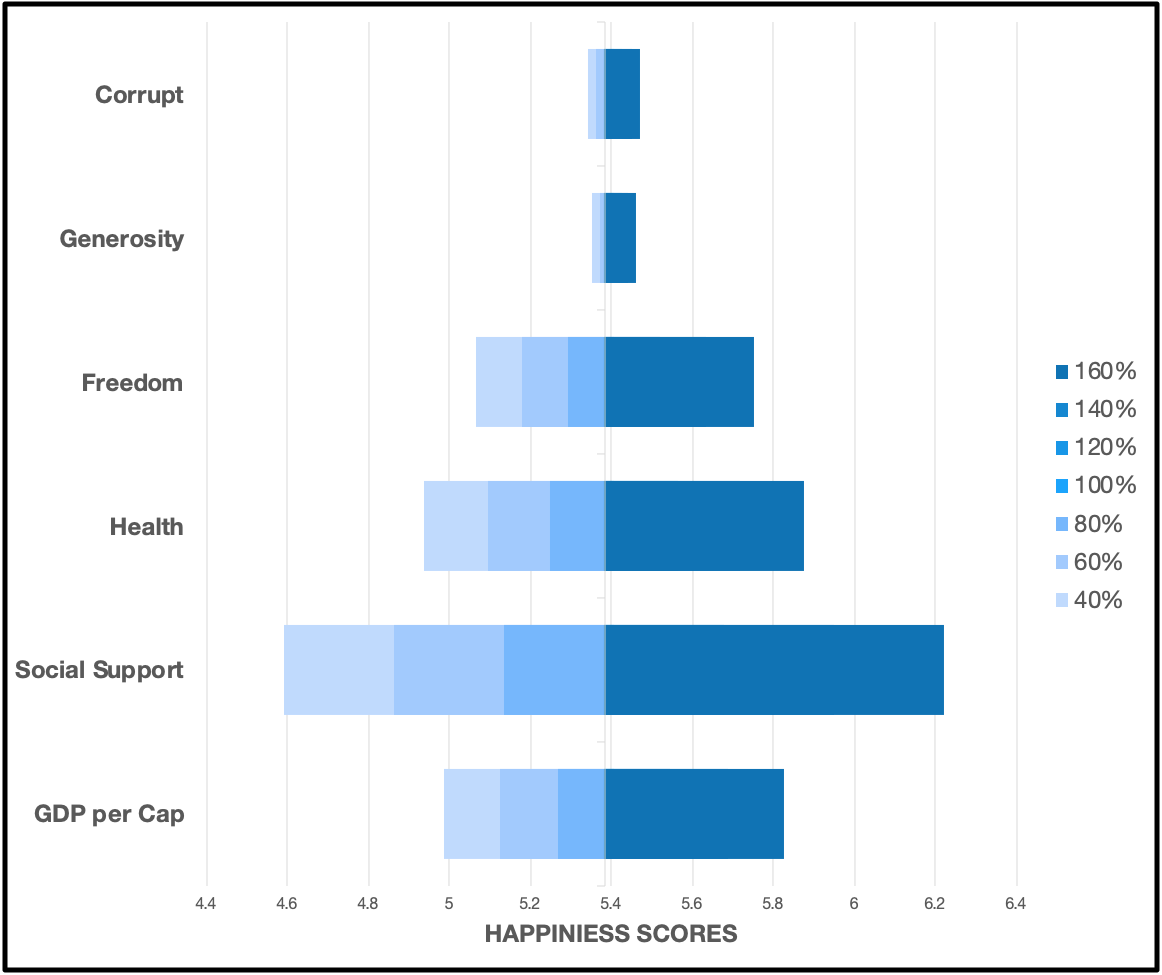 Corrupt
Generosity
Freedom
Health
Social Support
GDP per Cap
160%
140%
120%
100%
80%
60%
40%
4.4 4.6 4.8 5 5.2 5.4 5.6 5.8 6 6.2 6.4
HAPPINIESS SCORES